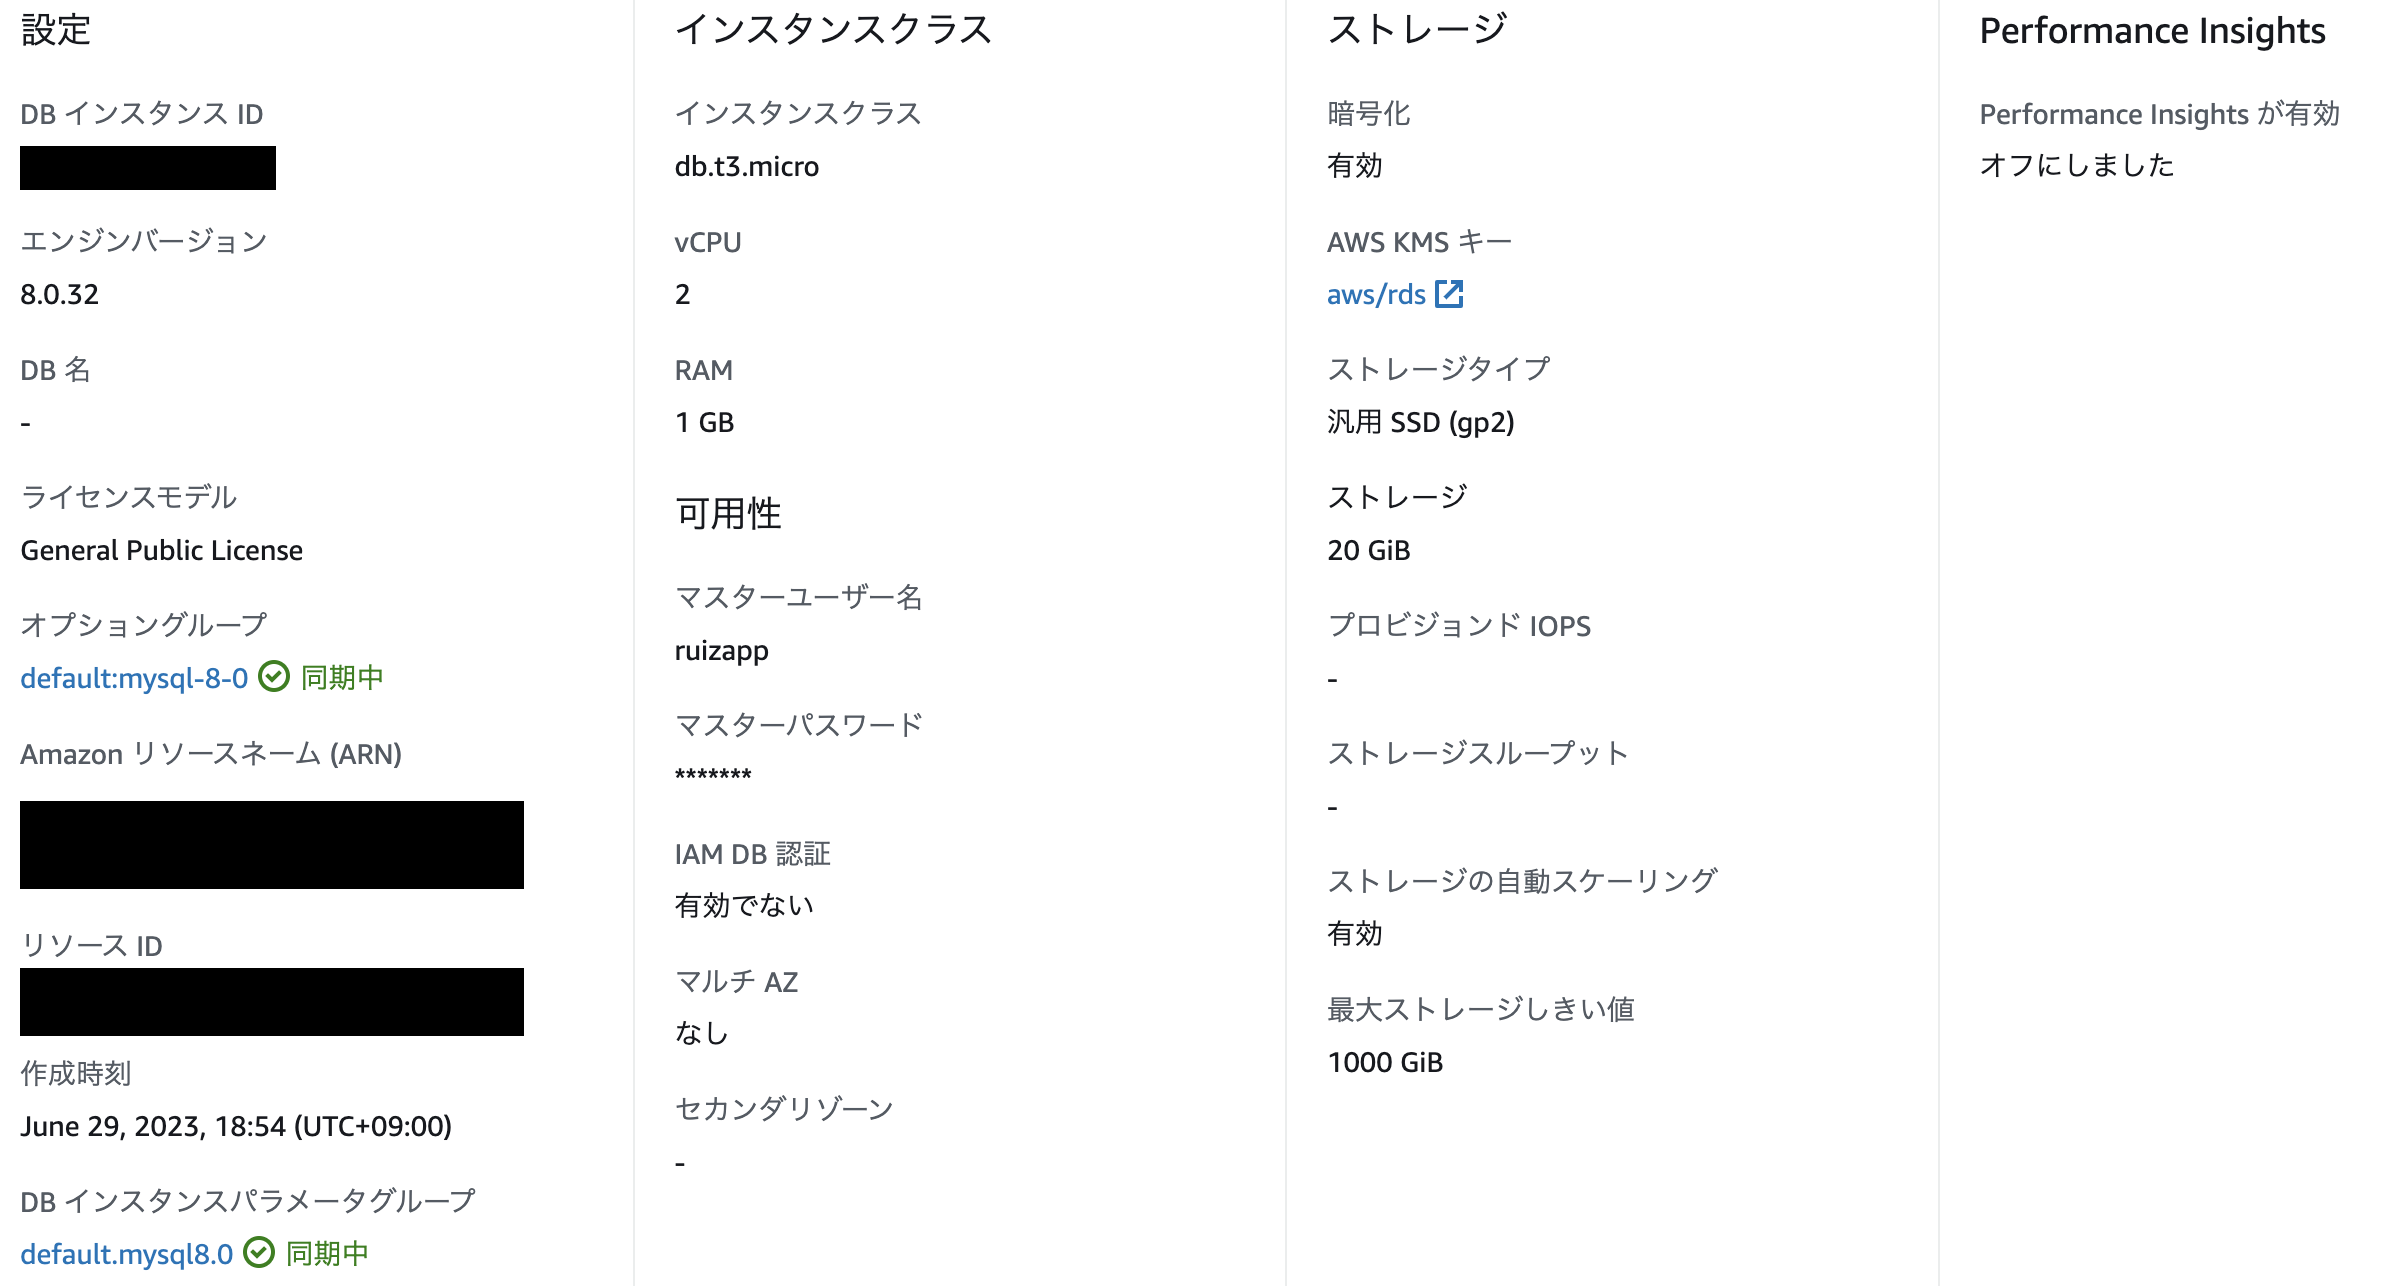 設定
DB インスタンス ID
エンジンバージョン
8.0.32
DB 名
-
ライセンスモデル
General Public License
オプショングループ
default:mysql-8-0 同期中
Amazon リソースネーム (ARN)
リソース ID
作成時刻
June 29, 2023, 18:54 (UTC+09:00)
DB インスタンスパラメータグループ
default.mysql8.0 同期中
インスタンスクラス
インスタンスクラス
db.t3.micro
vCPU
2
RAM
1 GB
可用性
マスターユーザー名
ruizapp
マスターパスワード
*******
IAM DB 認証
有効でない
マルチ AZ
なし
セカンダリゾーン
-
ストレージ
暗号化
有効
AWS KMS キー
aws/rds
ストレージタイプ
汎用 SSD (gp2)
ストレージ
20 GiB
プロビジョンド IOPS
-
ストレージスループット
-
ストレージの自動スケーリング
有効
最大ストレージしきい値
1000 GiB
Performance Insights
Performance Insights が有効
オフにしました